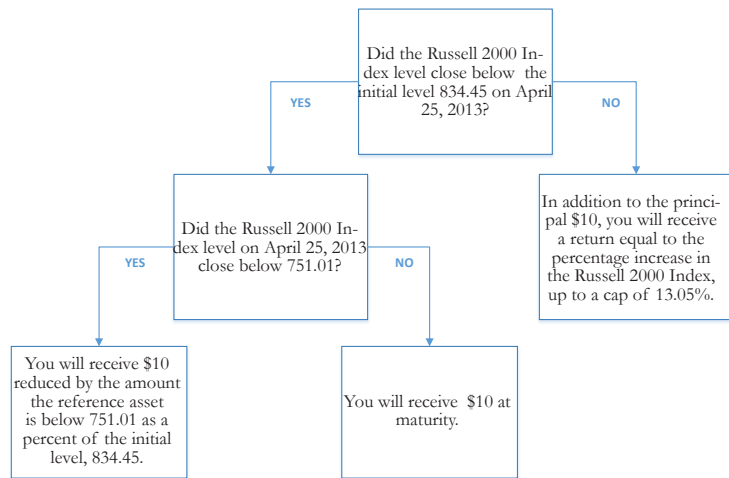 Did the Russell 2000 In-
dex level close below the
initial level 834.45 on April
25, 2013?
YES
NO
Did the Russell 2000 In-
dex level on April 25, 2013
close below 751.01?
In addition to the princi-
pal $10, you will receive
a return equal to the
percentage increase in
the Russell 2000 Index,
up to a cap of 13.05%.
YES
NO
You will receive $10
reduced by the amount
the reference asset
is below 751.01 as a
percent of the initial
level, 834.45.
You will receive $10 at
maturity.